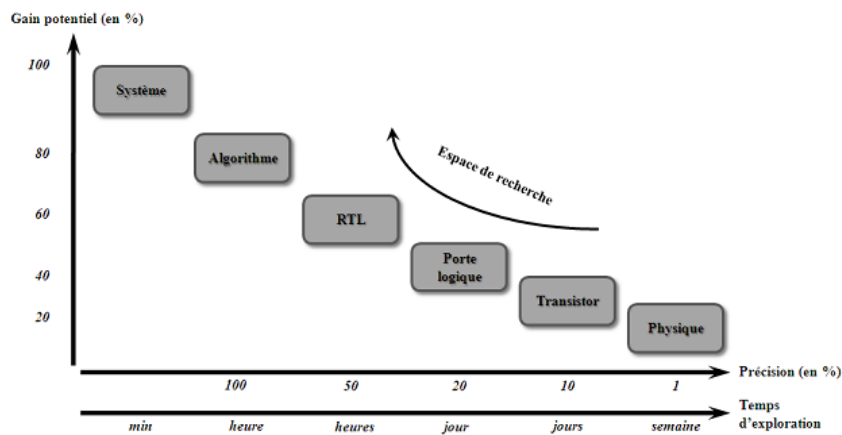 Gain potentiel (en %)
100
Système
80
Algorithme
Espace de recherche
60
RTL
Porte
logique
40
Transistor
20
Physique
100
50
20
10
1
Précision (en %)
min
heure
heures
jour
jours
semaine
Temps
d'exploration